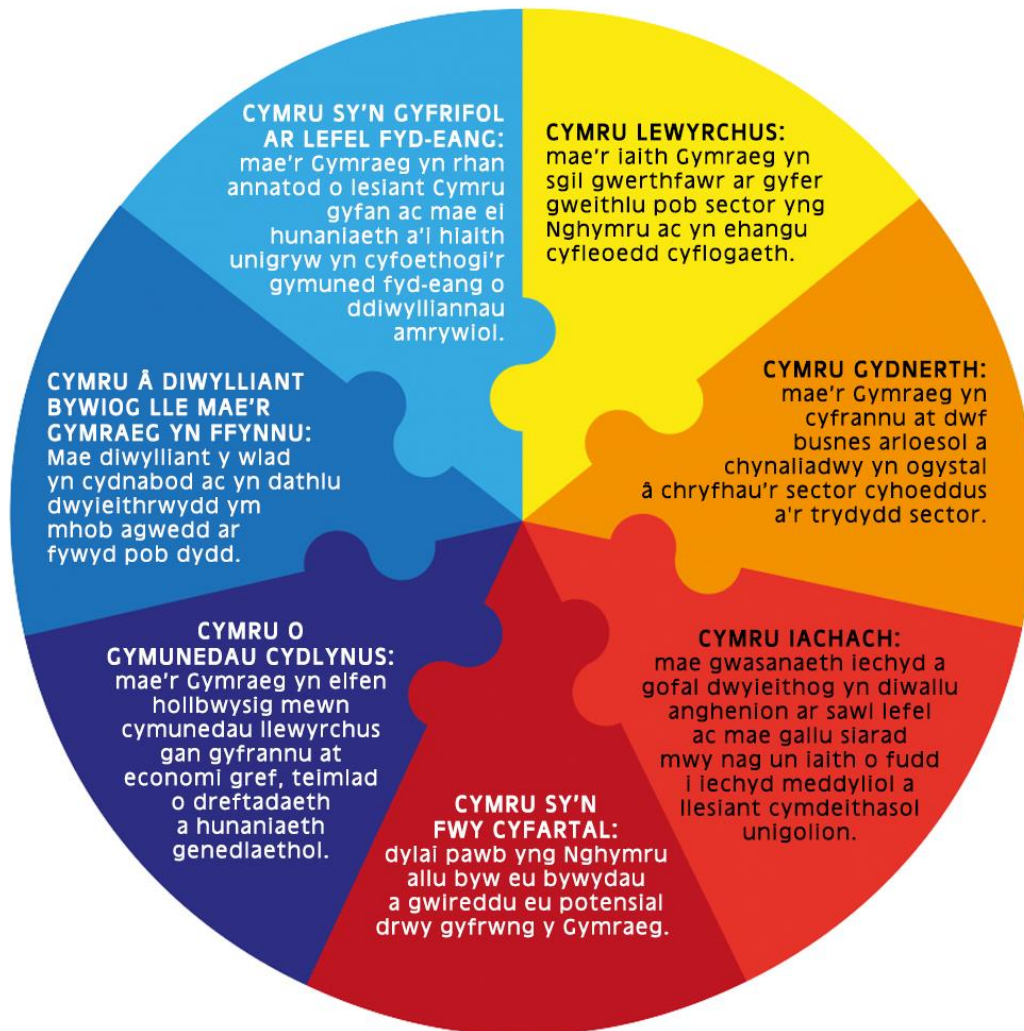 CYMRU LEWYRCHUS:
mae'r iaith Gymraeg yn
sgil gwerthfawr ar gyfer
gweithlu pob sector yng
Nghymru ac yn ehangu
cyfleoedd cyflogaeth.
CYMRU GYDNERTH:
mae'r Gymraeg yn
cyfrannu at dwf
busnes arloesol a
chynaliadwy yn ogystal
â chryfhau'r sector cyhoeddus
a'r trydydd sector.
CYMRU IACHACH:
mae gwasanaeth iechyd a
gofal dwyieithog yn diwallu
anghenion ar sawl lefel
ac mae gallu siarad
mwy nag un iaith o fudd
i iechyd meddyliol a
llesiant cymdeithasol
unigolion.
CYMRU SY'N
FWY CYFARTAL:
dylai pawb yng Nghymru
allu byw eu bywydau
a gwireddu eu potensial
drwy gyfrwng y Gymraeg.
CYMRU O
GYMUNEDAU CYDLYNUS:
mae'r Gymraeg yn elfen
hollbwysig mewn
cymunedau llewyrchus
gan gyfrannu at
economi gref, teimlad
o dreftadaeth
a hunaniaeth
genedlaethol.
CYMRU Â DIWYLLIANT
BYWIOG LLE MAE'R
GYMRAEG YN FFYNNU:
Mae diwylliant y wlad
yn cydnabod ac yn dathlu
dwyieithrwydd ym
mhob agwedd ar
fywyd pob dydd.
CYMRU SY'N GYFRIFOL
AR LEFEL FYD-EANG:
mae'r Gymraeg yn rhan
annatod o lesiant Cymru
gyfan ac mae ei
hunaniaeth a'i hiaith
unigryw yn cyfoethogi'r
gymuned fyd-eang o
ddiwylliannau
amrywiol.